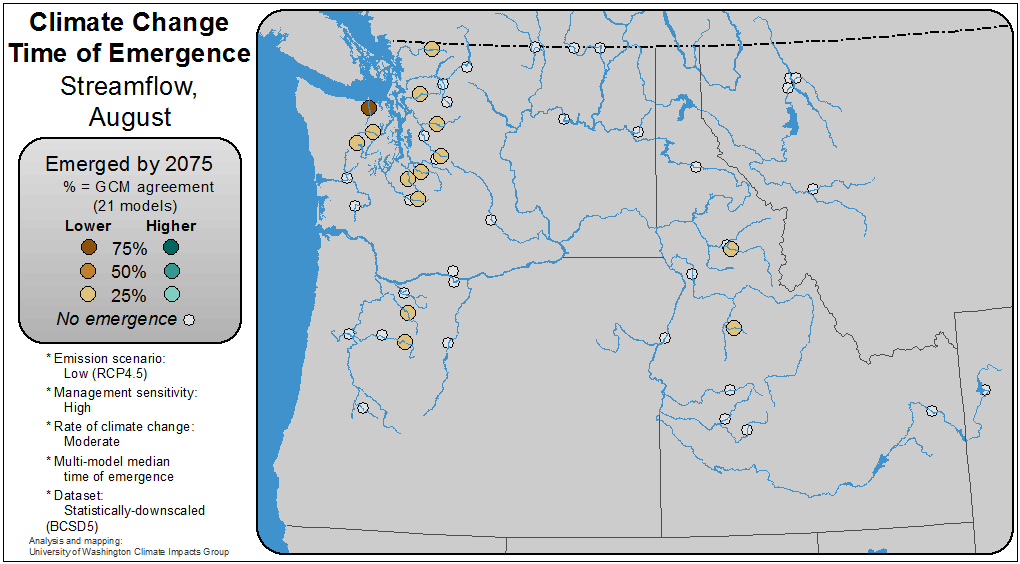 Climate Change
Time of Emergence
Streamflow,
August
Emerged by 2075
% = GCM agreement
(21 models)
Lower Higher
75%
50%
25%
No emergence
* Emission scenario:
Low (RCP4.5)
* Management sensitivity:
High
* Rate of climate change:
Moderate
* Multi-model median
time of emergence
* Dataset:
Statistically-downscaled
(BCSD5)
Analysis and mapping:
University of Washington Climate Impacts Group